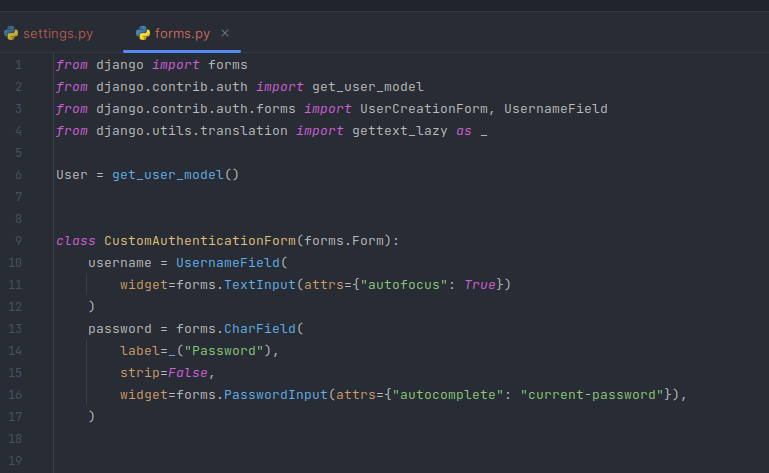 settings.py forms.py ×
1 from django import forms
2 from django.contrib.auth import get_user_model
3 from django.contrib.auth.forms import UserCreationForm, UsernameField
4 from django.utils.translation import gettext_lazy as _
5
6 User = get_user_model()
7
8
9 class CustomAuthenticationForm(forms.Form):
10     username = UsernameField(
11         widget=forms.TextInput(attrs={"autofocus": True})
12     )
13     password = forms.CharField(
14         label=_("Password"),
15         strip=False,
16         widget=forms.PasswordInput(attrs={"autocomplete": "current-password"}),
17     )
18
19